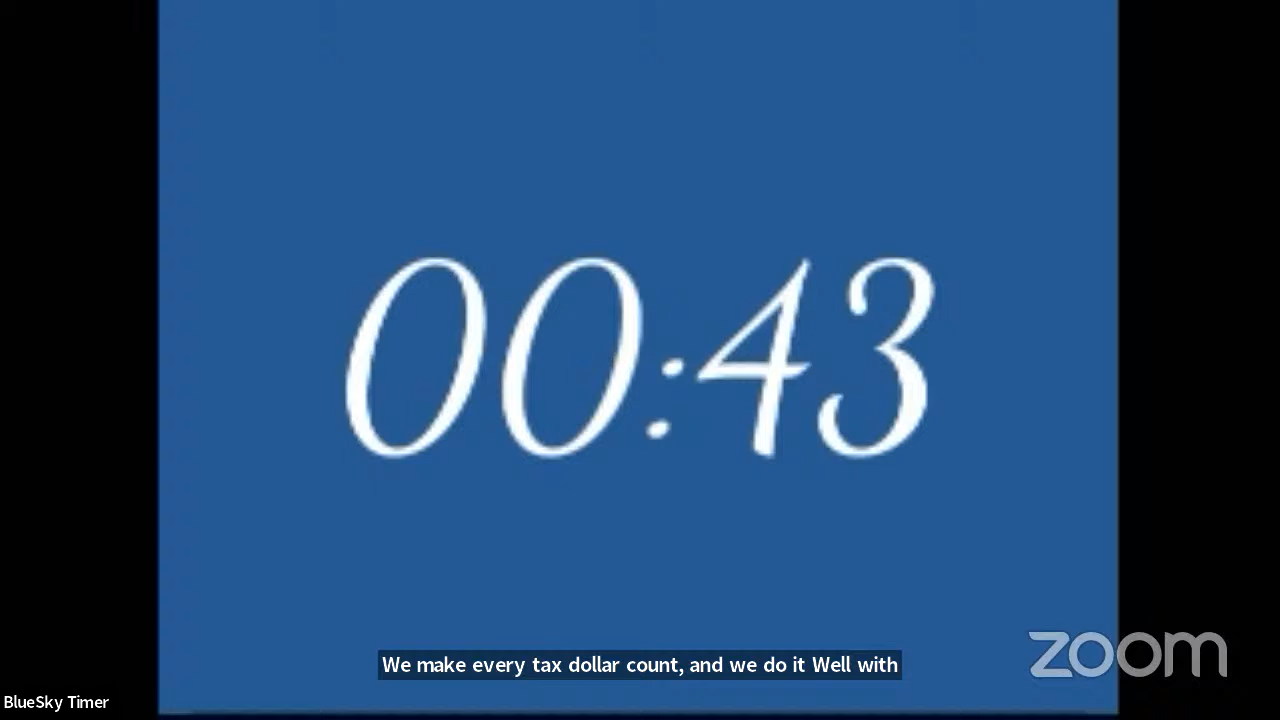 00:43
We make every tax dollar count, and we do it Well with
zoom
BlueSky Timer